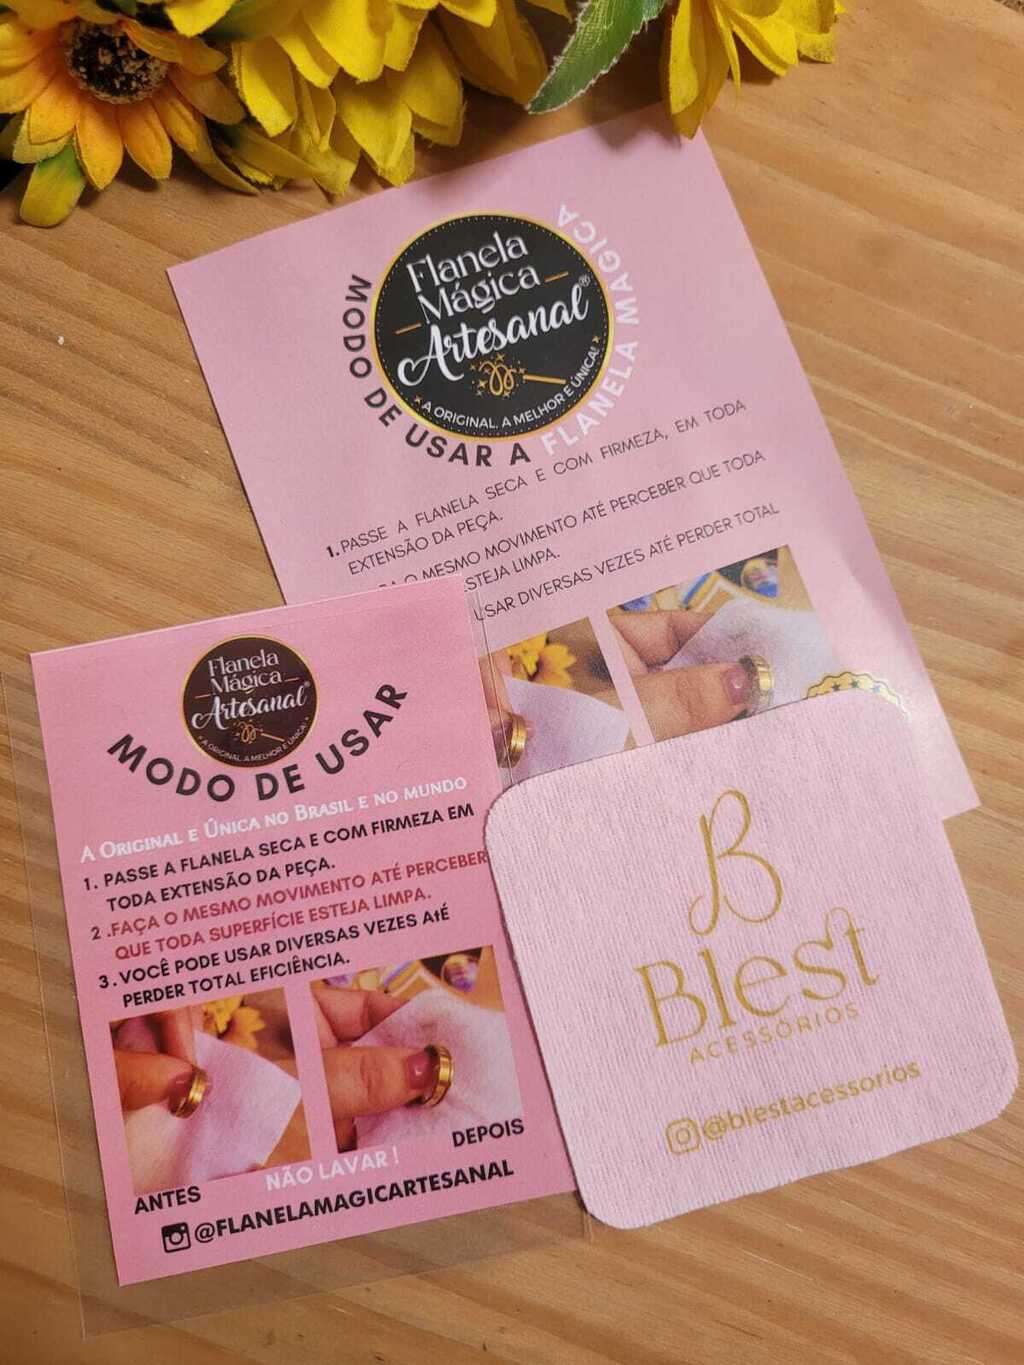 Flanela
Mágica
Artesanal®
A ORIGINAL. A MELHOR E ÚNICA!
MODO DE USAR A FLANELA MAGICA
1. PASSE A FLANELA SECA E COM FIRMEZA, EM TODA
EXTENSÃO DA PEÇA.
O MESMO MOVIMENTO ATÉ PERCEBER QUE TODA
ESTEJA LIMPA.
USAR DIVERSAS VEZES ATÉ PERDER TOTAL
Flanela
Mágica
Artesanal®
A ORIGINAL. A MELHOR E ÚNICA!
MODO DE USAR
A ORIGINAL E ÚNICA NO BRASIL E NO MUNDO
1. PASSE A FLANELA SECA E COM FIRMEZA EM
TODA EXTENSÃO DA PEÇA.
2 .FAÇA O MESMO MOVIMENTO ATÉ PERCEBER
QUE TODA SUPERFÍCIE ESTEJA LIMPA.
3. VOCÊ PODE USAR DIVERSAS VEZES AtÉ
PERDER TOTAL EFICIÊNCIA.
ANTES
DEPOIS
NÃO LAVAR !
@FLANELAMAGICARTESANAL
B
Blest
ACESSÓRIOS
@blestacessorios